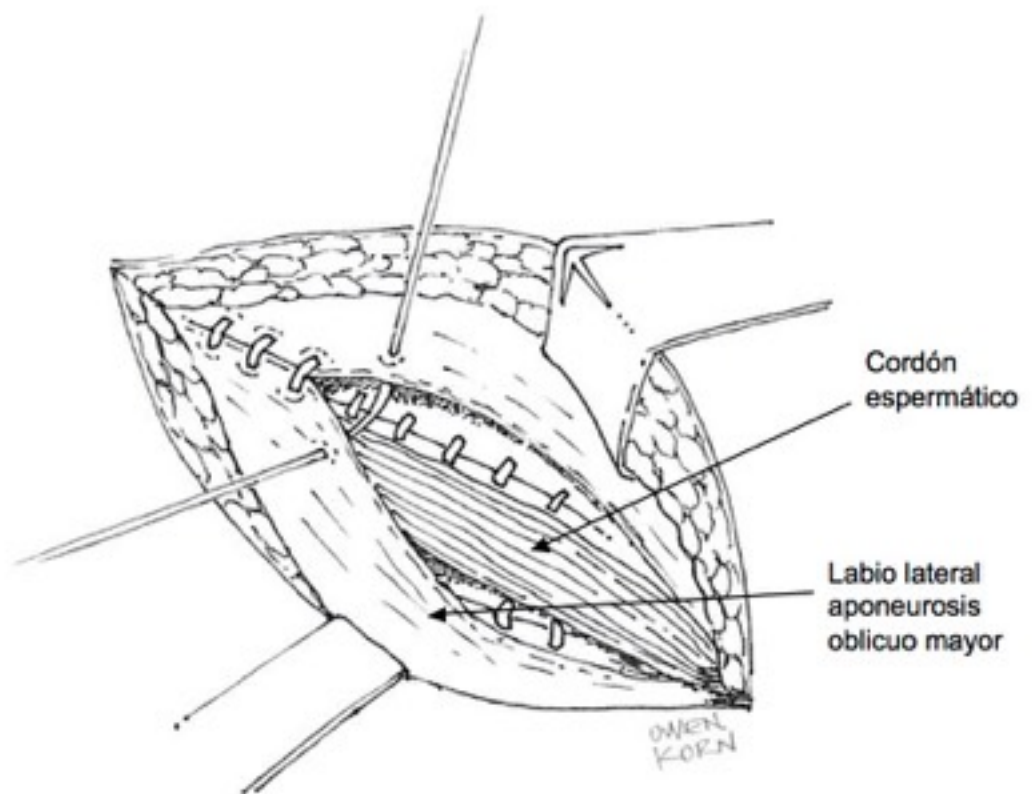 Cordón
espermático
Labio lateral
aponeurosis
oblicuo mayor
OWEN
KORN